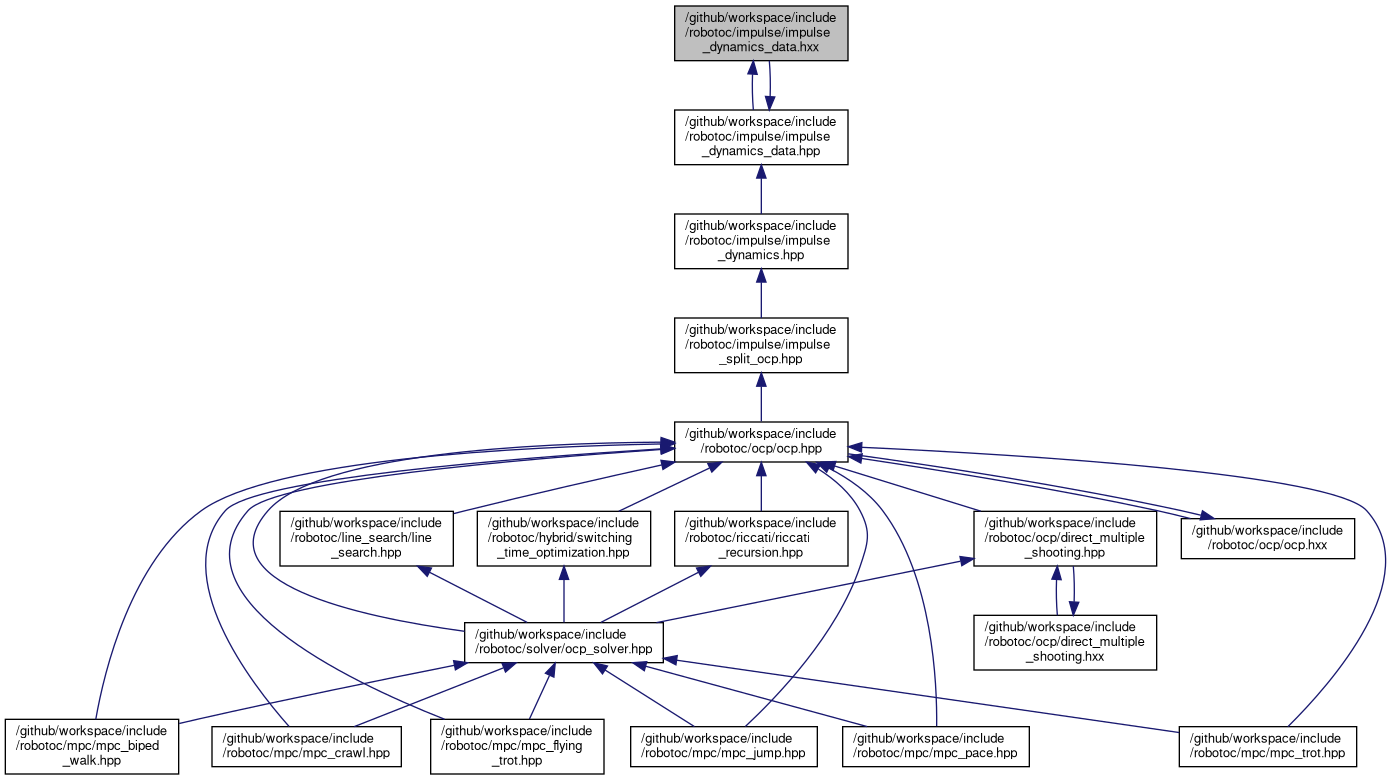 /github/workspace/include
/robotoc/impulse/impulse
_dynamics_data.hxx
/github/workspace/include
/robotoc/impulse/impulse
_dynamics_data.hpp
/github/workspace/include
/robotoc/impulse/impulse
_dynamics.hpp
/github/workspace/include
/robotoc/impulse/impulse
_split_ocp.hpp
/github/workspace/include
/robotoc/ocp/ocp.hpp
/github/workspace/include
/robotoc/line_search/line
_search.hpp
/github/workspace/include
/robotoc/hybrid/switching
_time_optimization.hpp
/github/workspace/include
/robotoc/riccati/riccati
_recursion.hpp
/github/workspace/include
/robotoc/ocp/direct_multiple
_shooting.hpp
/github/workspace/include
/robotoc/ocp/ocp.hxx
/github/workspace/include
/robotoc/solver/ocp_solver.hpp
/github/workspace/include
/robotoc/ocp/direct_multiple
_shooting.hxx
/github/workspace/include
/robotoc/mpc/mpc_biped
_walk.hpp
/github/workspace/include
/robotoc/mpc/mpc_crawl.hpp
/github/workspace/include
/robotoc/mpc/mpc_flying
_trot.hpp
/github/workspace/include
/robotoc/mpc/mpc_jump.hpp
/github/workspace/include
/robotoc/mpc/mpc_pace.hpp
/github/workspace/include
/robotoc/mpc/mpc_trot.hpp